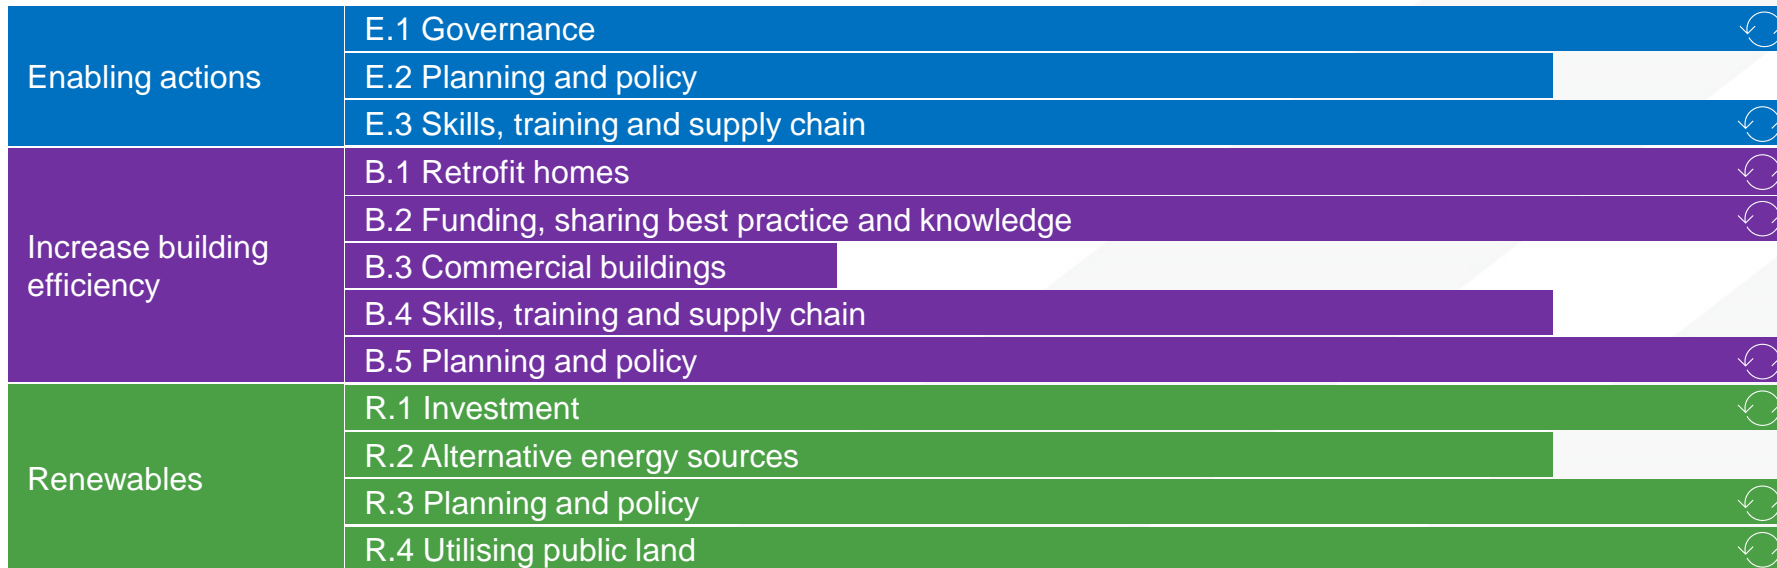 Enabling actions
E.1 Governance
E.2 Planning and policy
E.3 Skills, training and supply chain
Increase building
efficiency
B.1 Retrofit homes
B.2 Funding, sharing best practice and knowledge
B.3 Commercial buildings
B.4 Skills, training and supply chain
B.5 Planning and policy
Renewables
R.1 Investment
R.2 Alternative energy sources
R.3 Planning and policy
R.4 Utilising public land